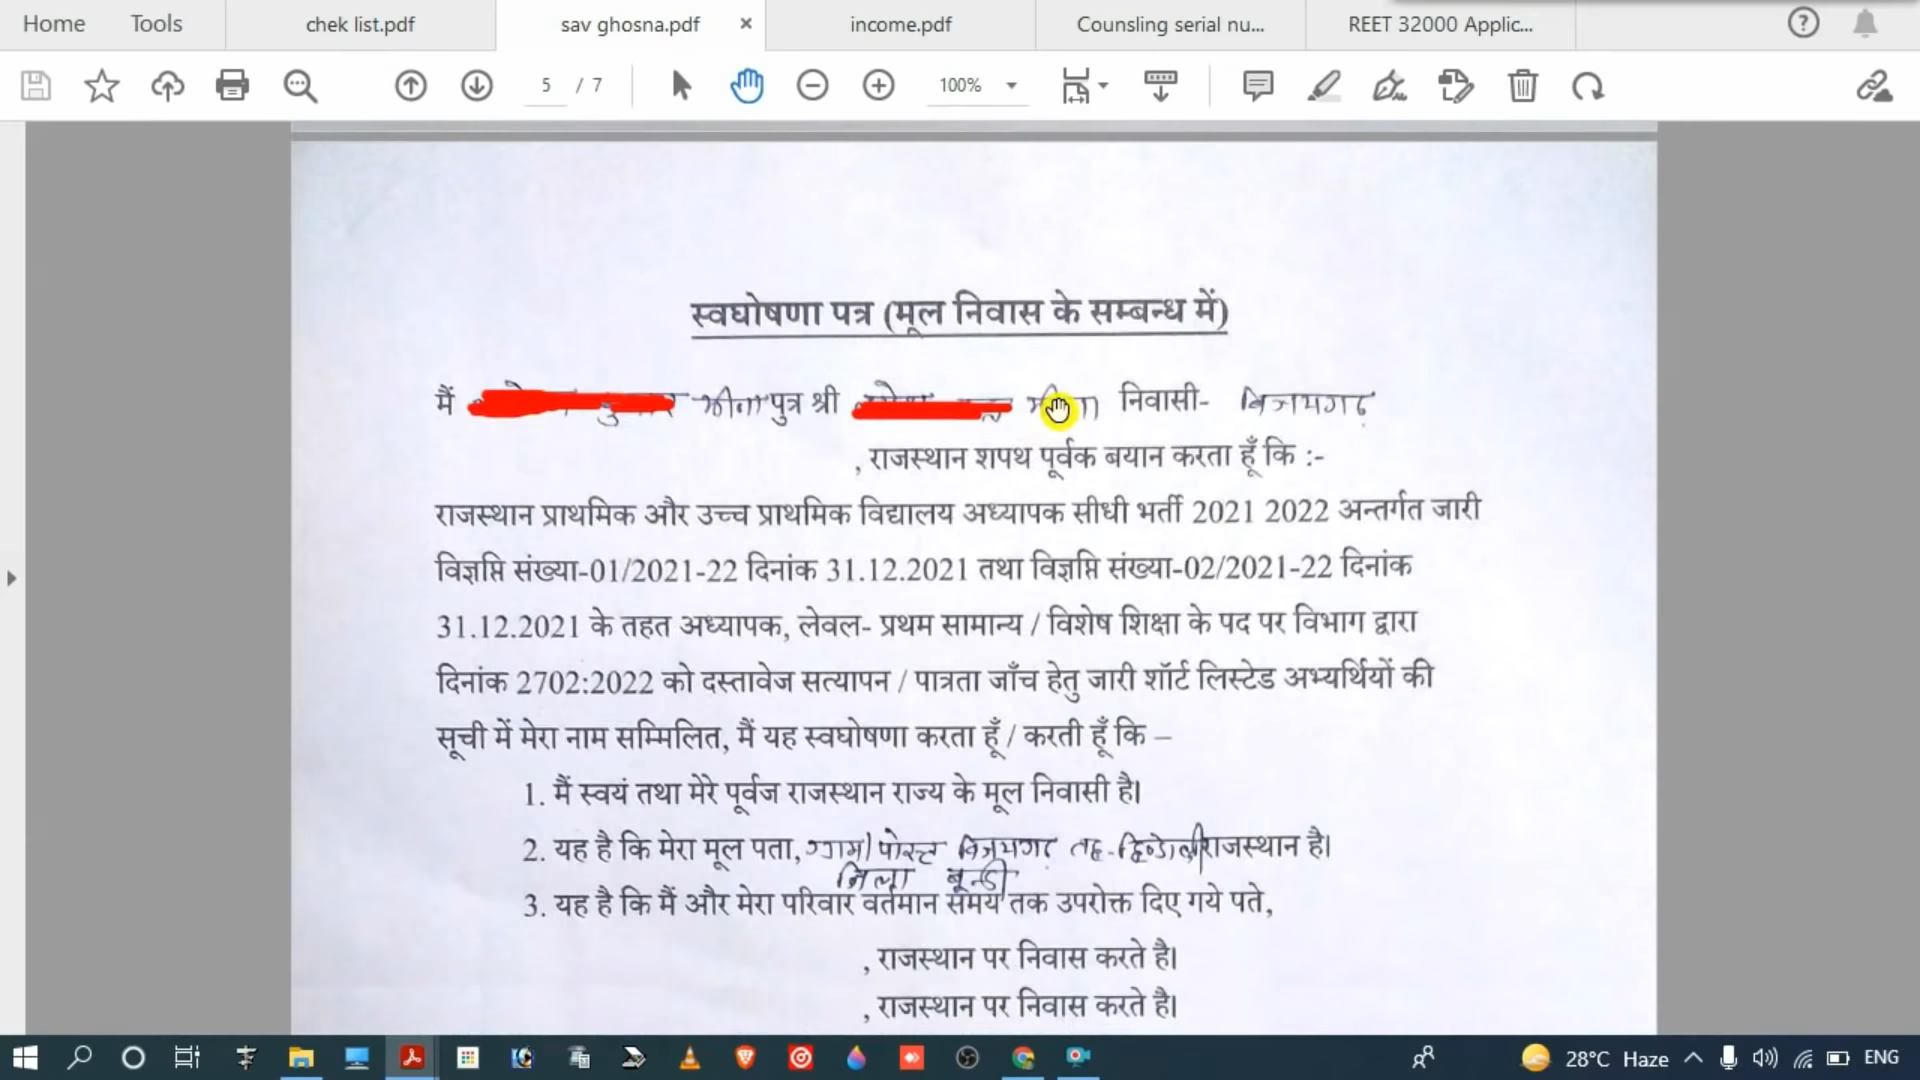 Home Tools chek list.pdf sav ghosna.pdf × income.pdf Counsling serial nu... REET 32000 Applic...
5 / 7 100%
स्वघोषणा पत्र (मूल निवास के सम्बन्ध में)
मैं मीना पुत्र श्री निवासी- विजयगढ़
, राजस्थान शपथ पूर्वक बयान करता हूँ कि :-
राजस्थान प्राथमिक और उच्च प्राथमिक विद्यालय अध्यापक सीधी भर्ती 2021 2022 अन्तर्गत जारी
विज्ञप्ति संख्या-01/2021-22 दिनांक 31.12.2021 तथा विज्ञप्ति संख्या-02/2021-22 दिनांक
31.12.2021 के तहत अध्यापक, लेवल- प्रथम सामान्य / विशेष शिक्षा के पद पर विभाग द्वारा
दिनांक 2702:2022 को दस्तावेज सत्यापन / पात्रता जाँच हेतु जारी शॉर्ट लिस्टेड अभ्यर्थियों की
सूची में मेरा नाम सम्मिलित, मैं यह स्वघोषणा करता हूँ / करती हूँ कि –
1. मैं स्वयं तथा मेरे पूर्वज राजस्थान राज्य के मूल निवासी है।
2. यह है कि मेरा मूल पता, ग्राम/पोस्ट विजयगढ़ तह-हिण्डोली राजस्थान है।
जिला बून्दी
3. यह है कि मैं और मेरा परिवार वर्तमान समय तक उपरोक्त दिए गये पते,
, राजस्थान पर निवास करते है।
, राजस्थान पर निवास करते है।
28°C Haze ENG